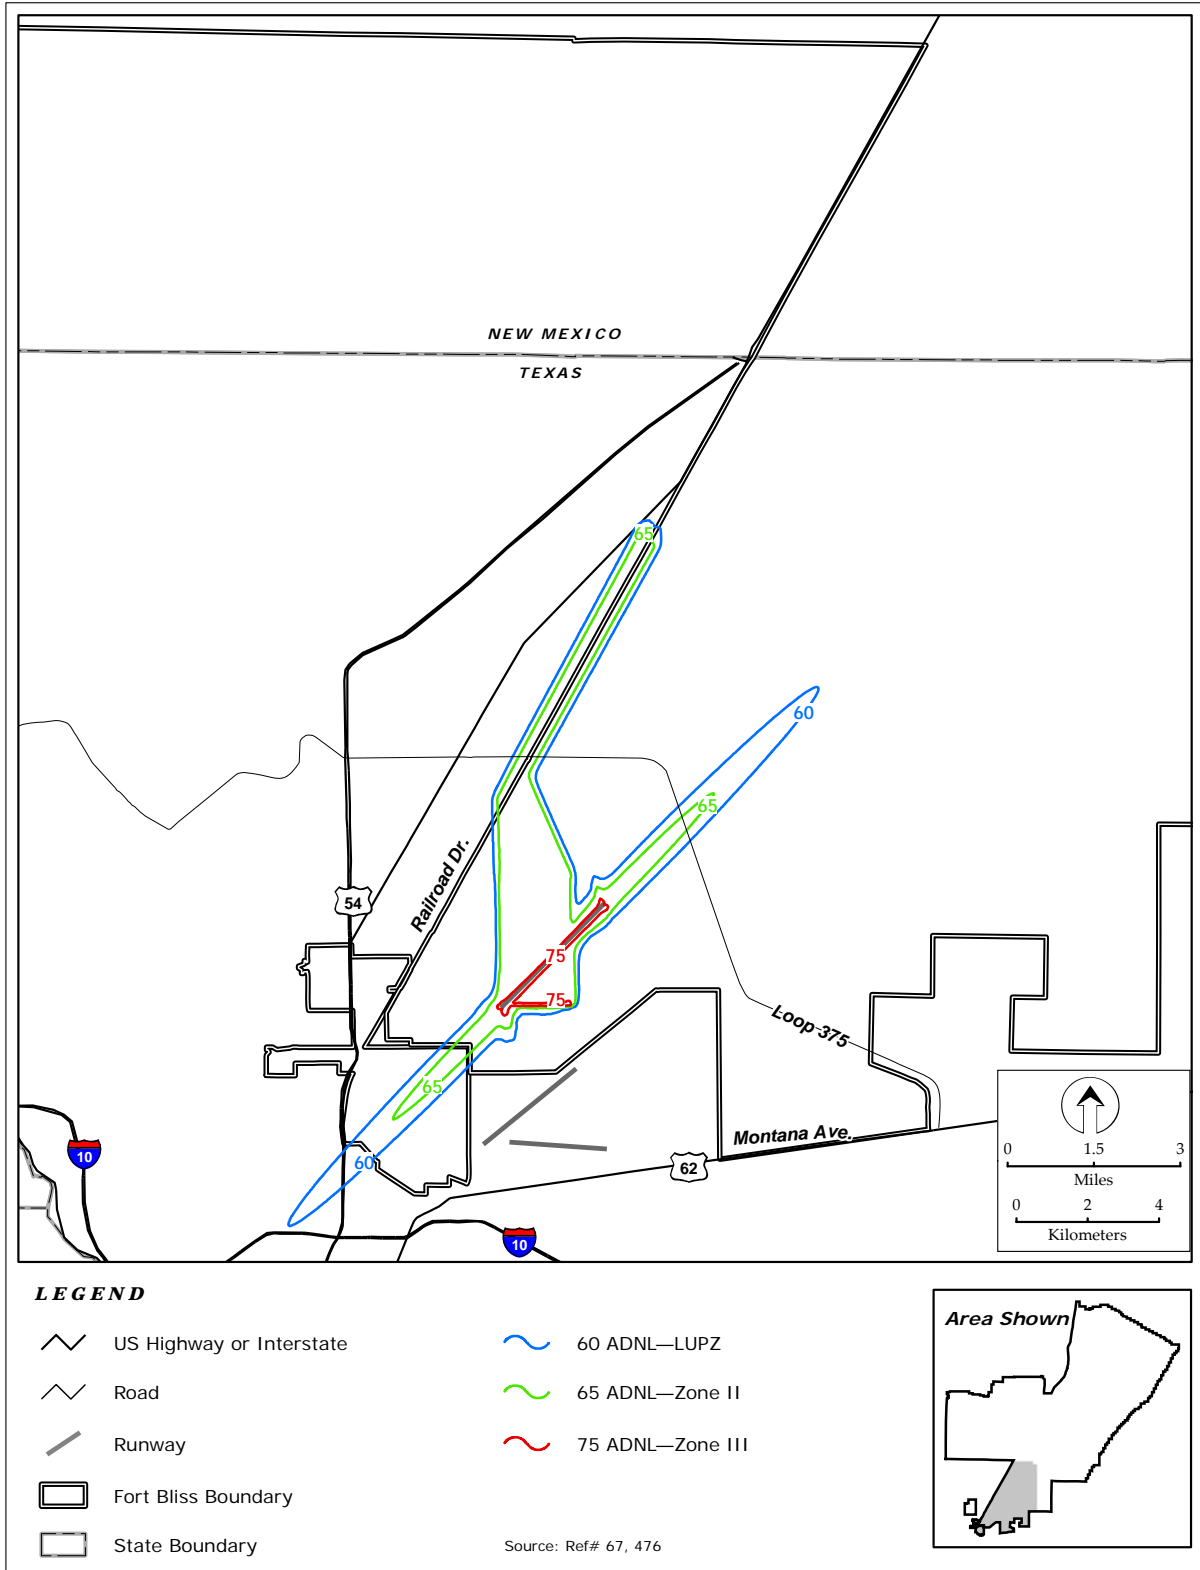 NEW MEXICO
TEXAS
65
60
65
Railroad Dr.
54
75
75
Loop 375
65
Montana Ave.
60
62
10
10
0 1.5 3
Miles
0 2 4
Kilometers
LEGEND
US Highway or Interstate
Road
Runway
Fort Bliss Boundary
State Boundary
60 ADNL—LUPZ
65 ADNL—Zone II
75 ADNL—Zone III
Source: Ref# 67, 476
Area Shown